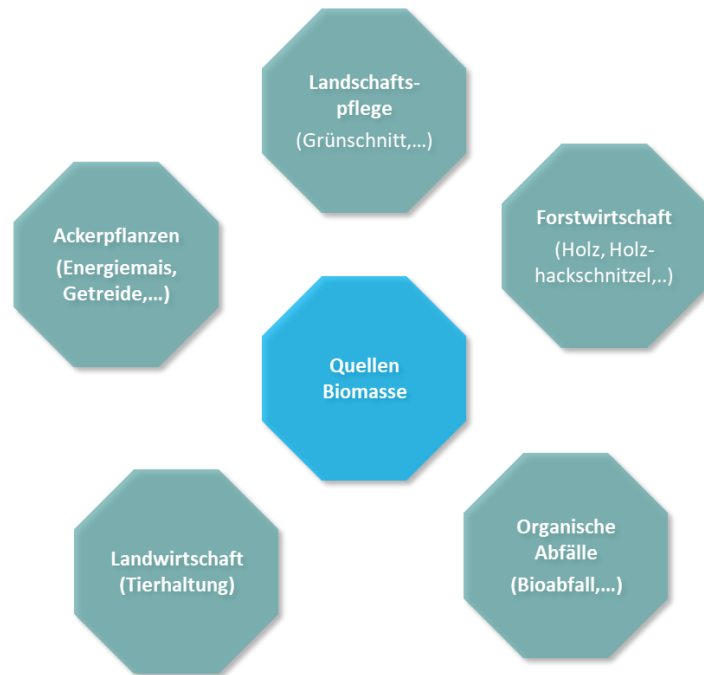 Landschafts-
pflege
(Grünschnitt,...)
Forstwirtschaft
(Holz, Holz-
hackschnitzel,..)
Ackerpflanzen
(Energiemais,
Getreide,...)
Quellen
Biomasse
Organische
Abfälle
(Bioabfall,...)
Landwirtschaft
(Tierhaltung)